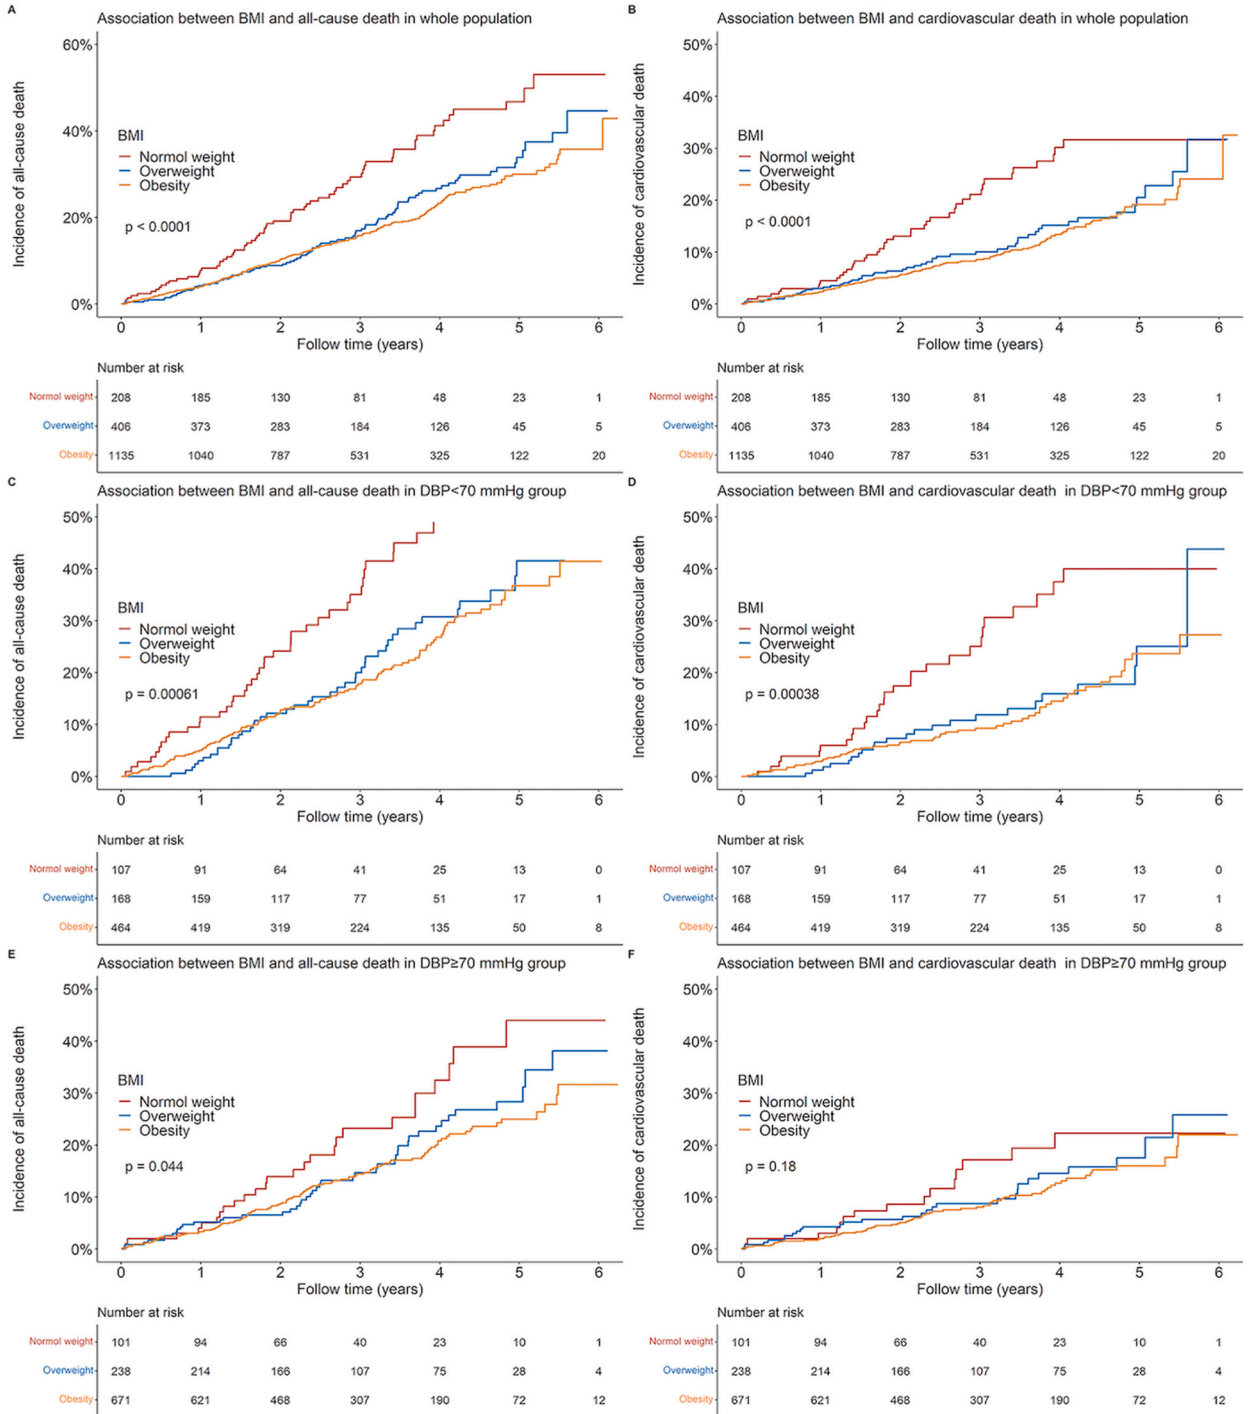 A
Association between BMI and all-cause death in whole population
Incidence of all-cause death
60%
40%
20%
0%
BMI
Normol weight
Overweight
Obesity
p < 0.0001
0 1 2 3 4 5 6
Follow time (years)
Number at risk
Normol weight 208 185 130 81 48 23 1
Overweight 406 373 283 184 126 45 5
Obesity 1135 1040 787 531 325 122 20
B
Association between BMI and cardiovascular death in whole population
Incidence of cardiovascular death
50%
40%
30%
20%
10%
0%
BMI
Normol weight
Overweight
Obesity
p < 0.0001
0 1 2 3 4 5 6
Follow time (years)
Number at risk
Normol weight 208 185 130 81 48 23 1
Overweight 406 373 283 184 126 45 5
Obesity 1135 1040 787 531 325 122 20
C
Association between BMI and all-cause death in DBP<70 mmHg group
Incidence of all-cause death
50%
40%
30%
20%
10%
0%
BMI
Normol weight
Overweight
Obesity
p = 0.00061
0 1 2 3 4 5 6
Follow time (years)
Number at risk
Normol weight 107 91 64 41 25 13 0
Overweight 168 159 117 77 51 17 1
Obesity 464 419 319 224 135 50 8
D
Association between BMI and cardiovascular death in DBP<70 mmHg group
Incidence of cardiovascular death
50%
40%
30%
20%
10%
0%
BMI
Normol weight
Overweight
Obesity
p = 0.00038
0 1 2 3 4 5 6
Follow time (years)
Number at risk
Normol weight 107 91 64 41 25 13 0
Overweight 168 159 117 77 51 17 1
Obesity 464 419 319 224 135 50 8
E
Association between BMI and all-cause death in DBP≥70 mmHg group
Incidence of all-cause death
50%
40%
30%
20%
10%
0%
BMI
Normol weight
Overweight
Obesity
p = 0.044
0 1 2 3 4 5 6
Follow time (years)
Number at risk
Normol weight 101 94 66 40 23 10 1
Overweight 238 214 166 107 75 28 4
Obesity 671 621 468 307 190 72 12
F
Association between BMI and cardiovascular death in DBP≥70 mmHg group
Incidence of cardiovascular death
50%
40%
30%
20%
10%
0%
BMI
Normol weight
Overweight
Obesity
p = 0.18
0 1 2 3 4 5 6
Follow time (years)
Number at risk
Normol weight 101 94 66 40 23 10 1
Overweight 238 214 166 107 75 28 4
Obesity 671 621 468 307 190 72 12